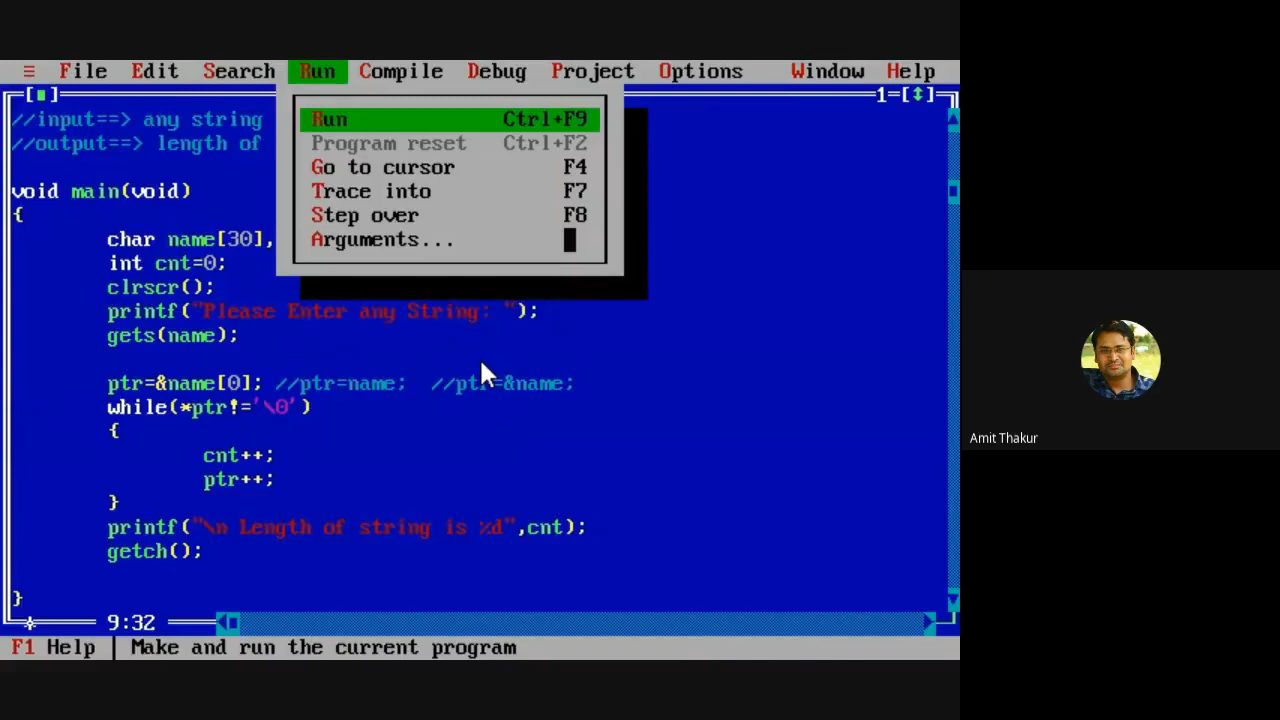 ≡ File Edit Search Run Compile Debug Project Options Window Help
1
//input==> any string
//output==> length of
void main(void)
{
char name[30],
int cnt=0;
clrscr();
printf("Please Enter any String: ");
gets(name);
ptr=&name[0]; //ptr=name; //ptr=&name;
while(*ptr!='\0')
{
cnt++;
ptr++;
}
printf("\n Length of string is %d",cnt);
getch();
}
Run Ctrl+F9
Program reset Ctrl+F2
Go to cursor F4
Trace into F7
Step over F8
Arguments...
9:32
F1 Help │ Make and run the current program
Amit Thakur